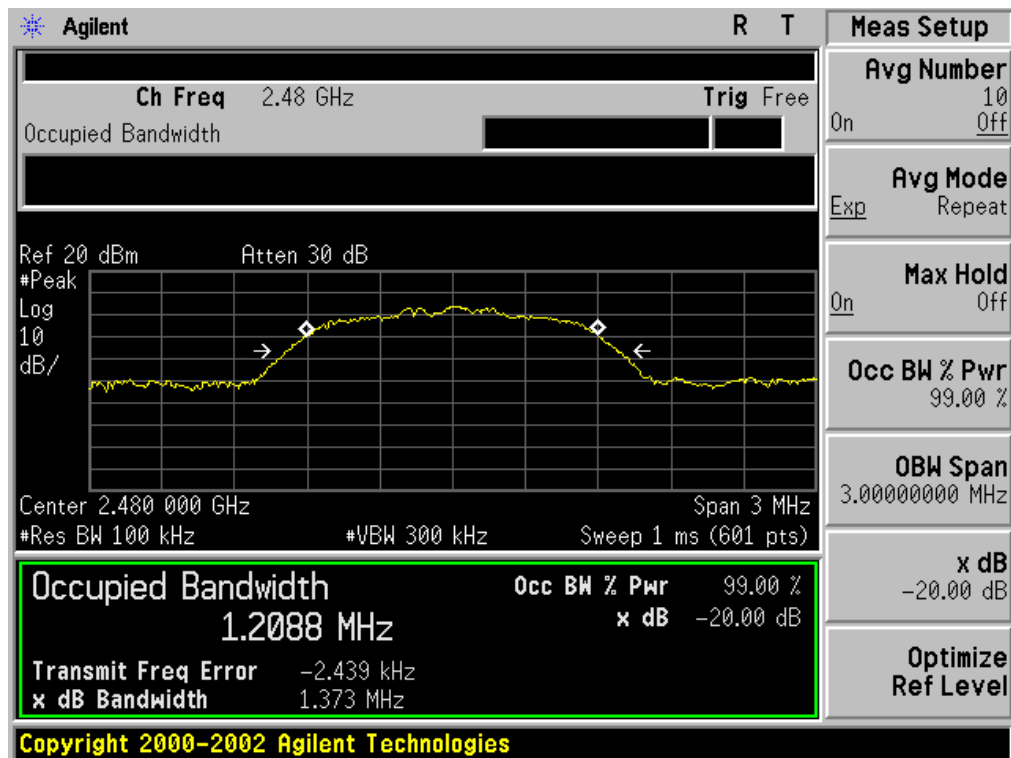 Agilent R T
Ch Freq 2.48 GHz Trig Free
Occupied Bandwidth
Ref 20 dBm Atten 30 dB
#Peak
Log
10
dB/
Center 2.480 000 GHz Span 3 MHz
#Res BW 100 kHz #VBW 300 kHz Sweep 1 ms (601 pts)
Occupied Bandwidth Occ BW % Pwr 99.00 %
1.2088 MHz x dB -20.00 dB
Transmit Freq Error -2.439 kHz
x dB Bandwidth 1.373 MHz
Copyright 2000-2002 Agilent Technologies
Meas Setup
Avg Number
10
On Off
Avg Mode
Exp Repeat
Max Hold
On Off
Occ BW % Pwr
99.00 %
OBW Span
3.00000000 MHz
x dB
-20.00 dB
Optimize
Ref Level